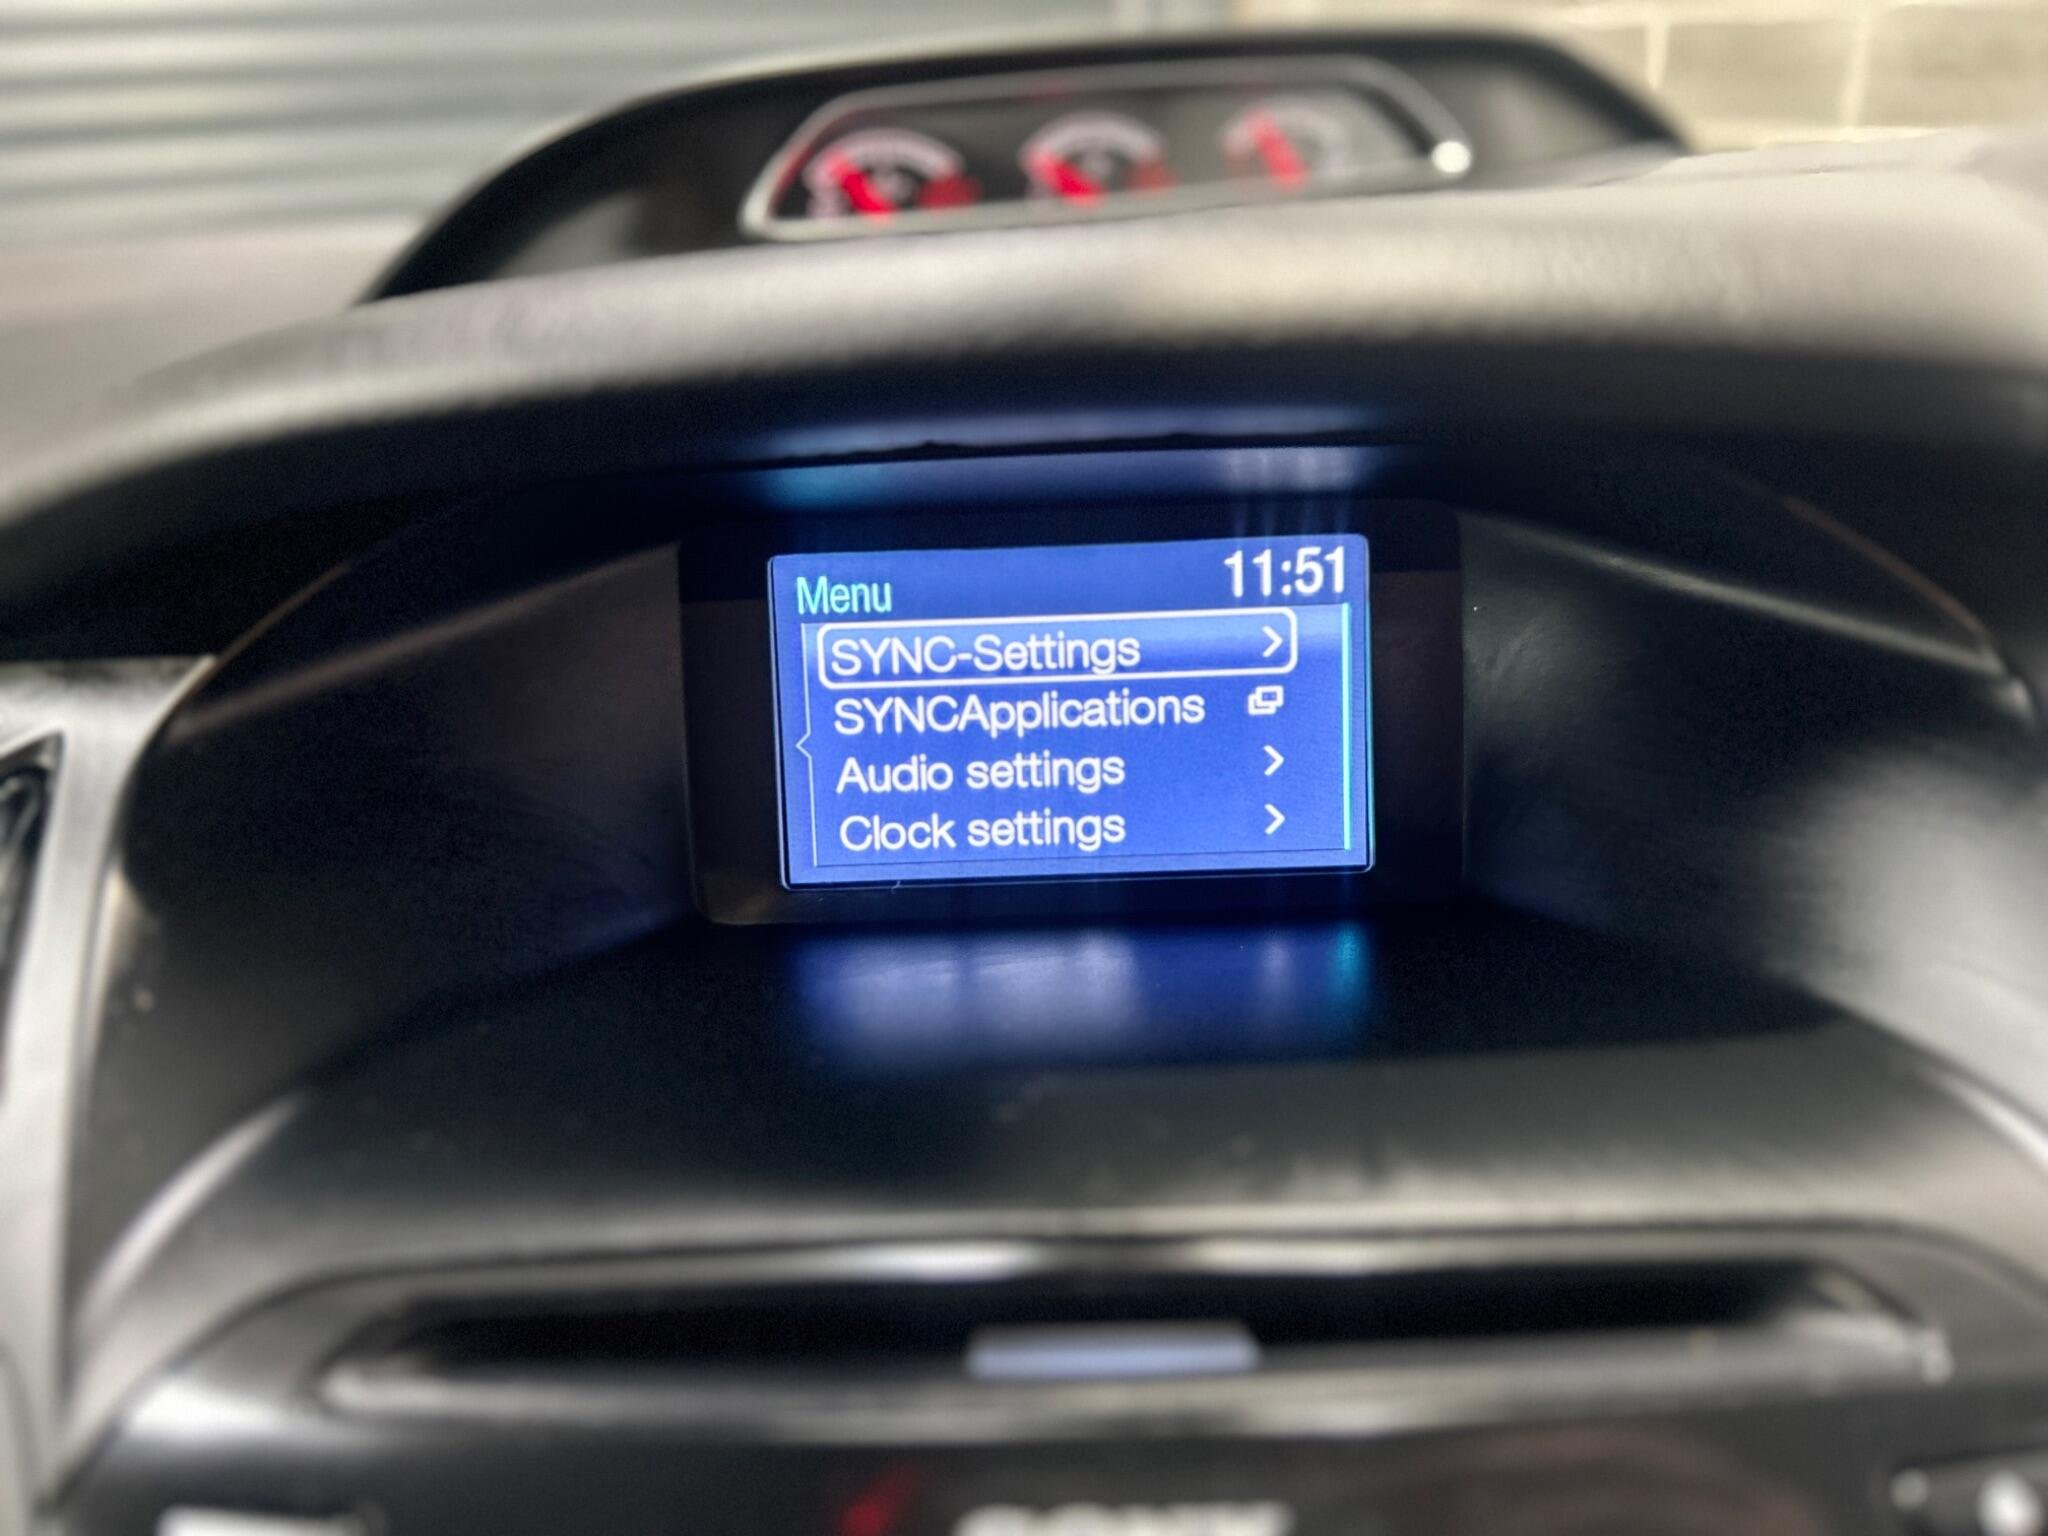 Menu 11:51
SYNC-Settings
SYNCApplications
Audio settings
Clock settings